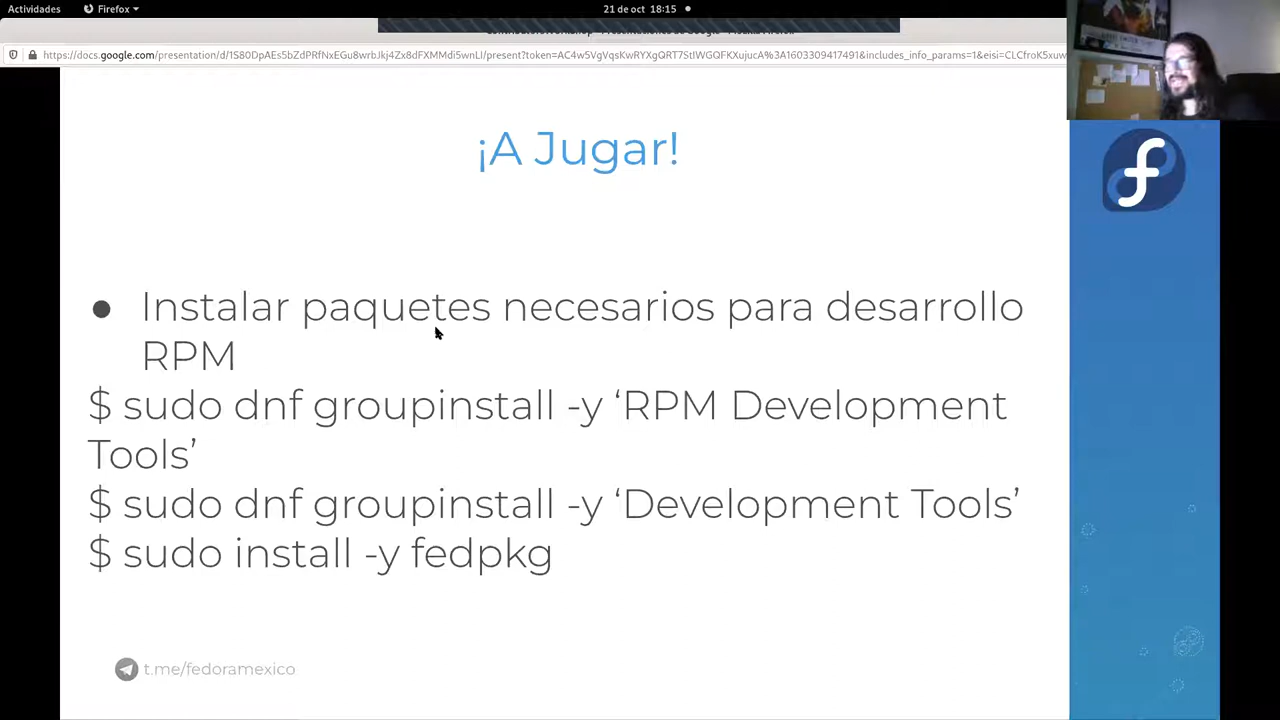 Actividades
Firefox
21 de oct 18:15
https://docs.google.com/presentation/d/1S80DpAEs5bZdPRfNxEGu8wrbJkj4Zx8dFXMMdi5wnLI/present?token=AC4w5VgVqsKwRYXgQRT7StIWGQFKXujucA%3A1603309417491&includes_info_params=1&eisi=CLCfroK5xuw
¡A Jugar!
● Instalar paquetes necesarios para desarrollo
RPM
$ sudo dnf groupinstall -y ‘RPM Development
Tools’
$ sudo dnf groupinstall -y ‘Development Tools’
$ sudo install -y fedpkg
t.me/fedoramexico